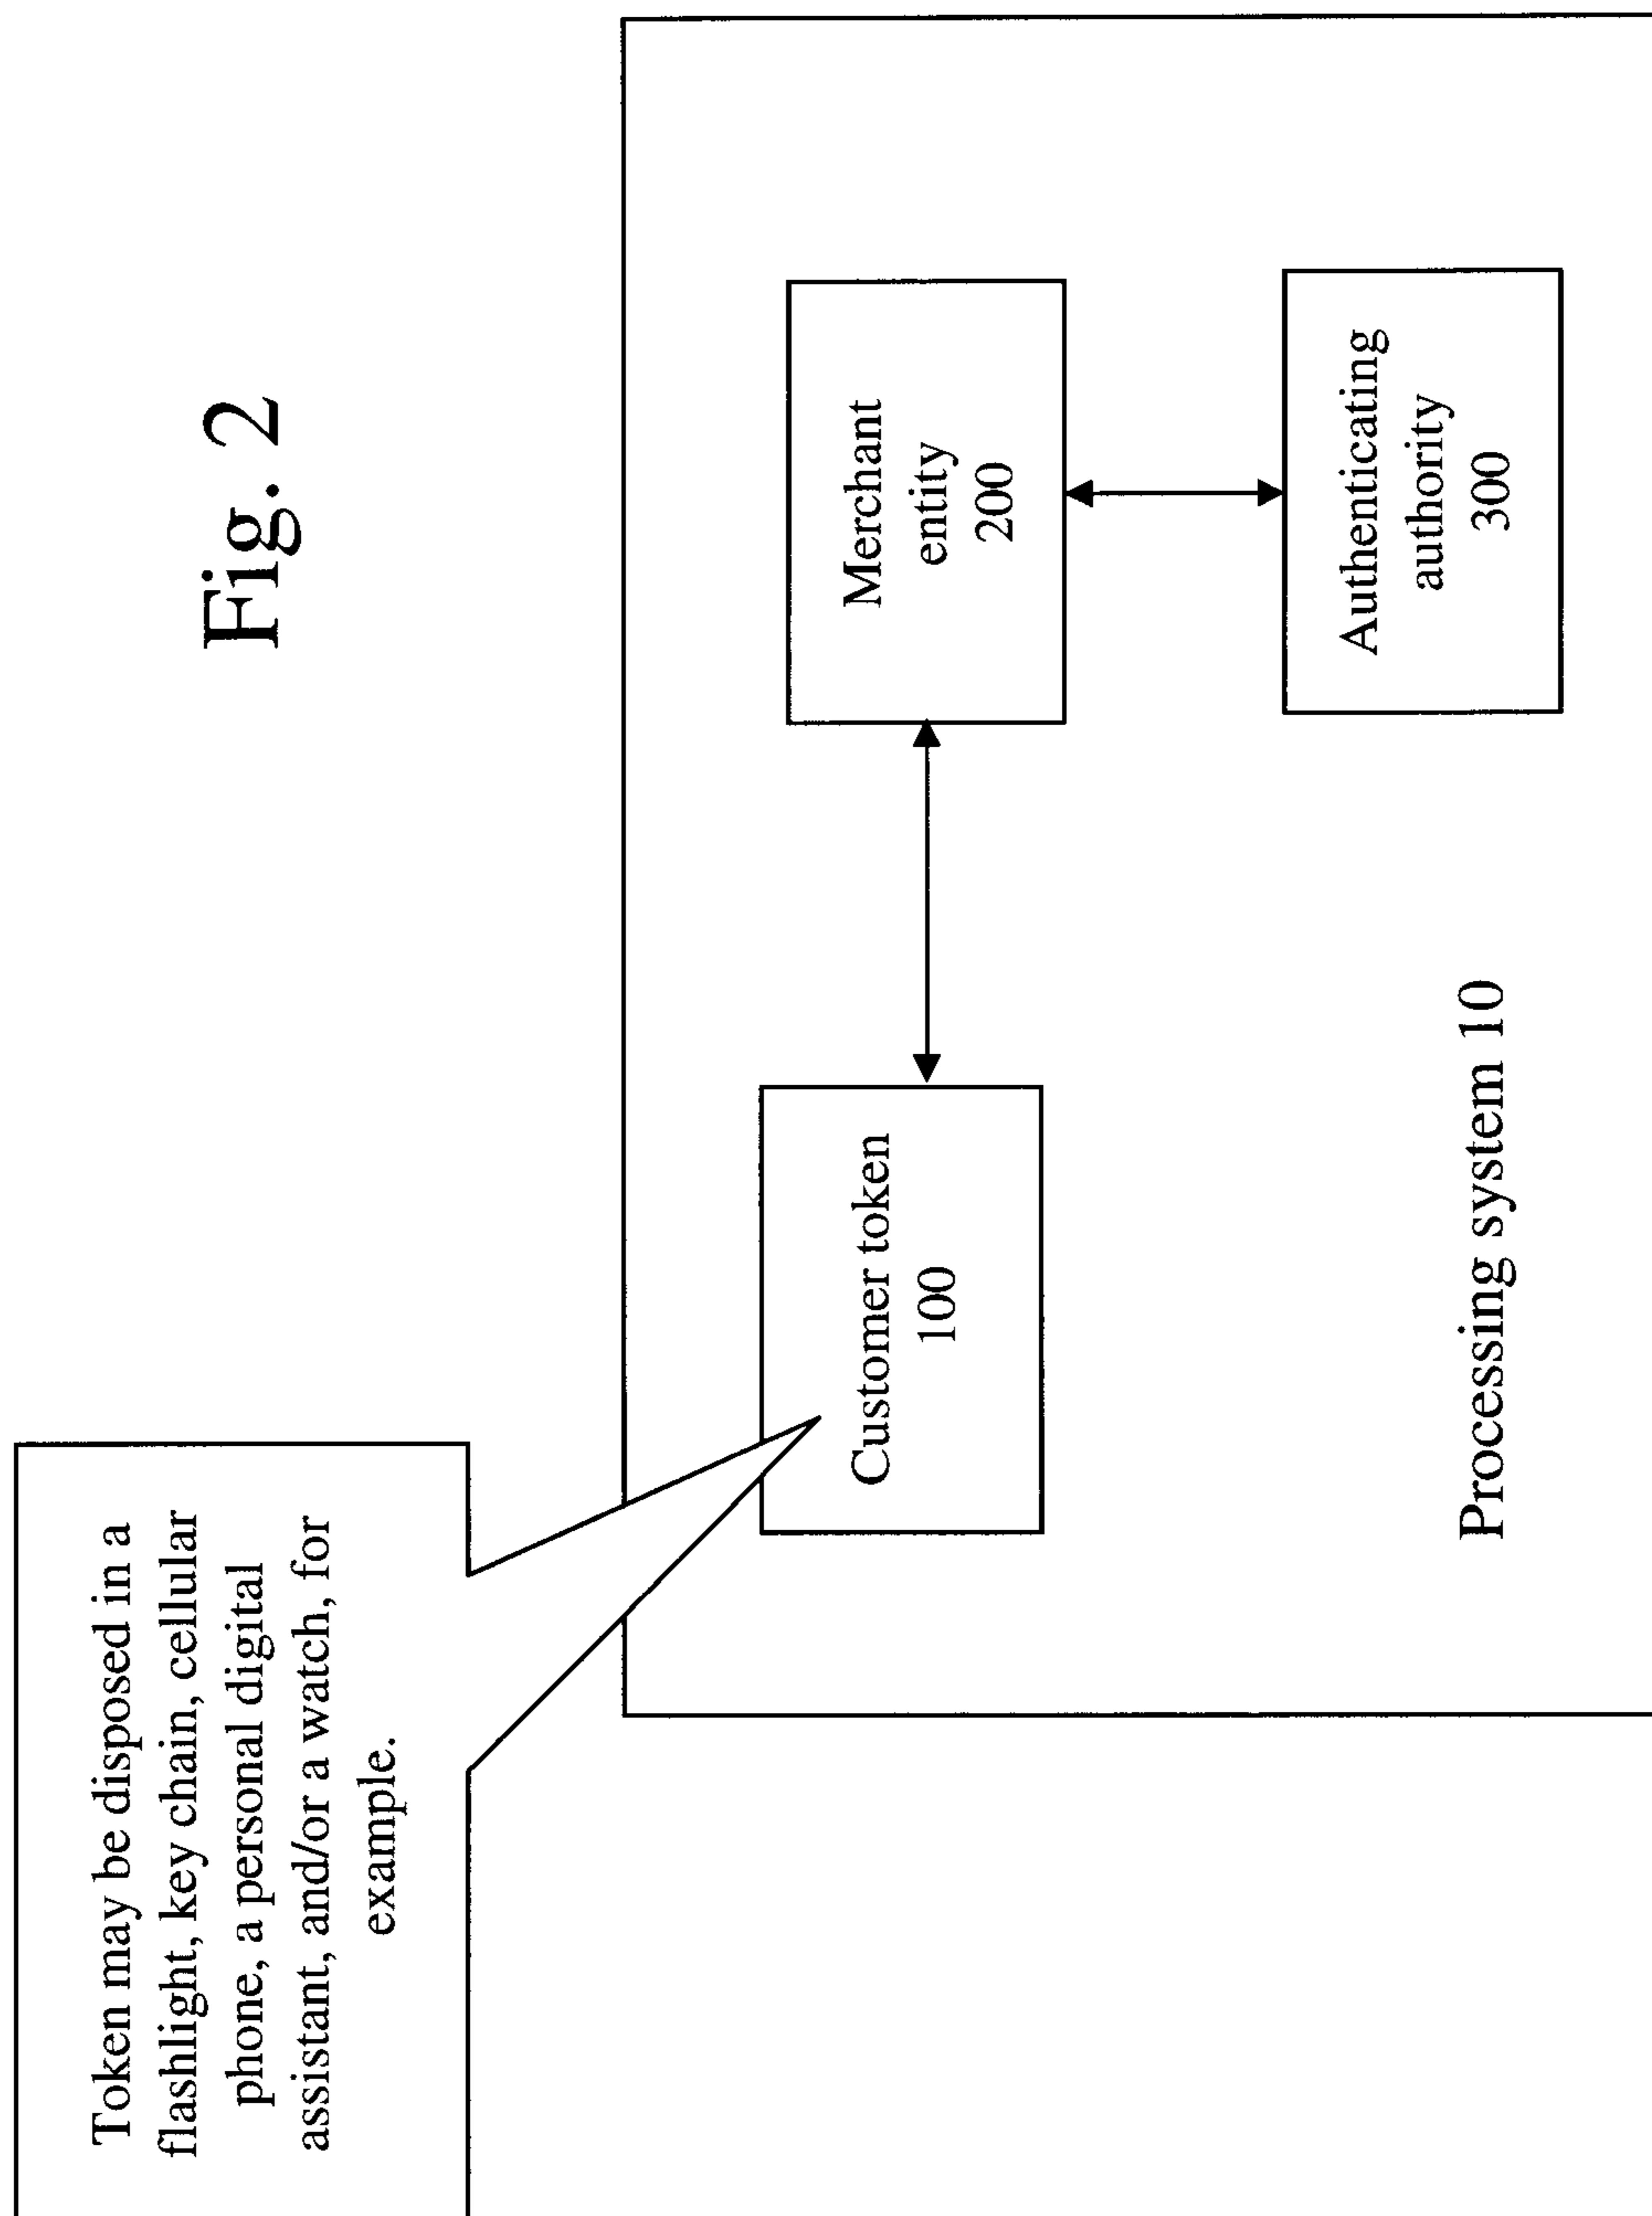 Fig. 2
Token may be disposed in a
flashlight, key chain, cellular
phone, a personal digital
assistant, and/or a watch, for
example.
Customer token
100
Merchant
entity
200
Authenticating
authority
300
Processing system 10